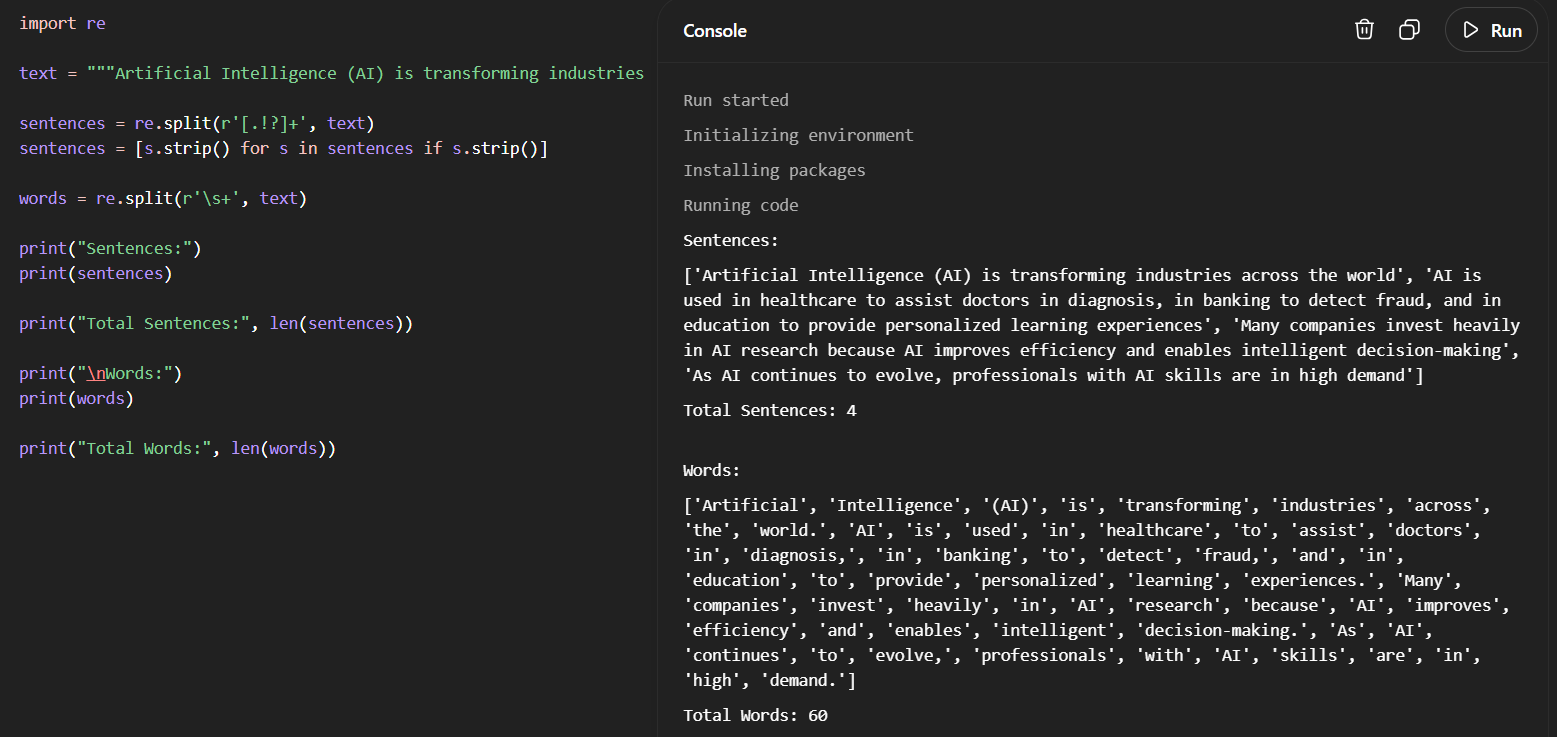 import re
text = """Artificial Intelligence (AI) is transforming industries
sentences = re.split(r'[.!?]+', text)
sentences = [s.strip() for s in sentences if s.strip()]
words = re.split(r'\s+', text)
print("Sentences:")
print(sentences)
print("Total Sentences:", len(sentences))
print("\nWords:")
print(words)
print("Total Words:", len(words))
Console
Run
Run started
Initializing environment
Installing packages
Running code
Sentences:
['Artificial Intelligence (AI) is transforming industries across the world', 'AI is
used in healthcare to assist doctors in diagnosis, in banking to detect fraud, and in
education to provide personalized learning experiences', 'Many companies invest heavily
in AI research because AI improves efficiency and enables intelligent decision-making',
'As AI continues to evolve, professionals with AI skills are in high demand']
Total Sentences: 4
Words:
['Artificial', 'Intelligence', '(AI)', 'is', 'transforming', 'industries', 'across',
'the', 'world.', 'AI', 'is', 'used', 'in', 'healthcare', 'to', 'assist', 'doctors',
'in', 'diagnosis,', 'in', 'banking', 'to', 'detect', 'fraud,', 'and', 'in',
'education', 'to', 'provide', 'personalized', 'learning', 'experiences.', 'Many',
'companies', 'invest', 'heavily', 'in', 'AI', 'research', 'because', 'AI', 'improves',
'efficiency', 'and', 'enables', 'intelligent', 'decision-making.', 'As', 'AI',
'continues', 'to', 'evolve,', 'professionals', 'with', 'AI', 'skills', 'are', 'in',
'high', 'demand.']
Total Words: 60